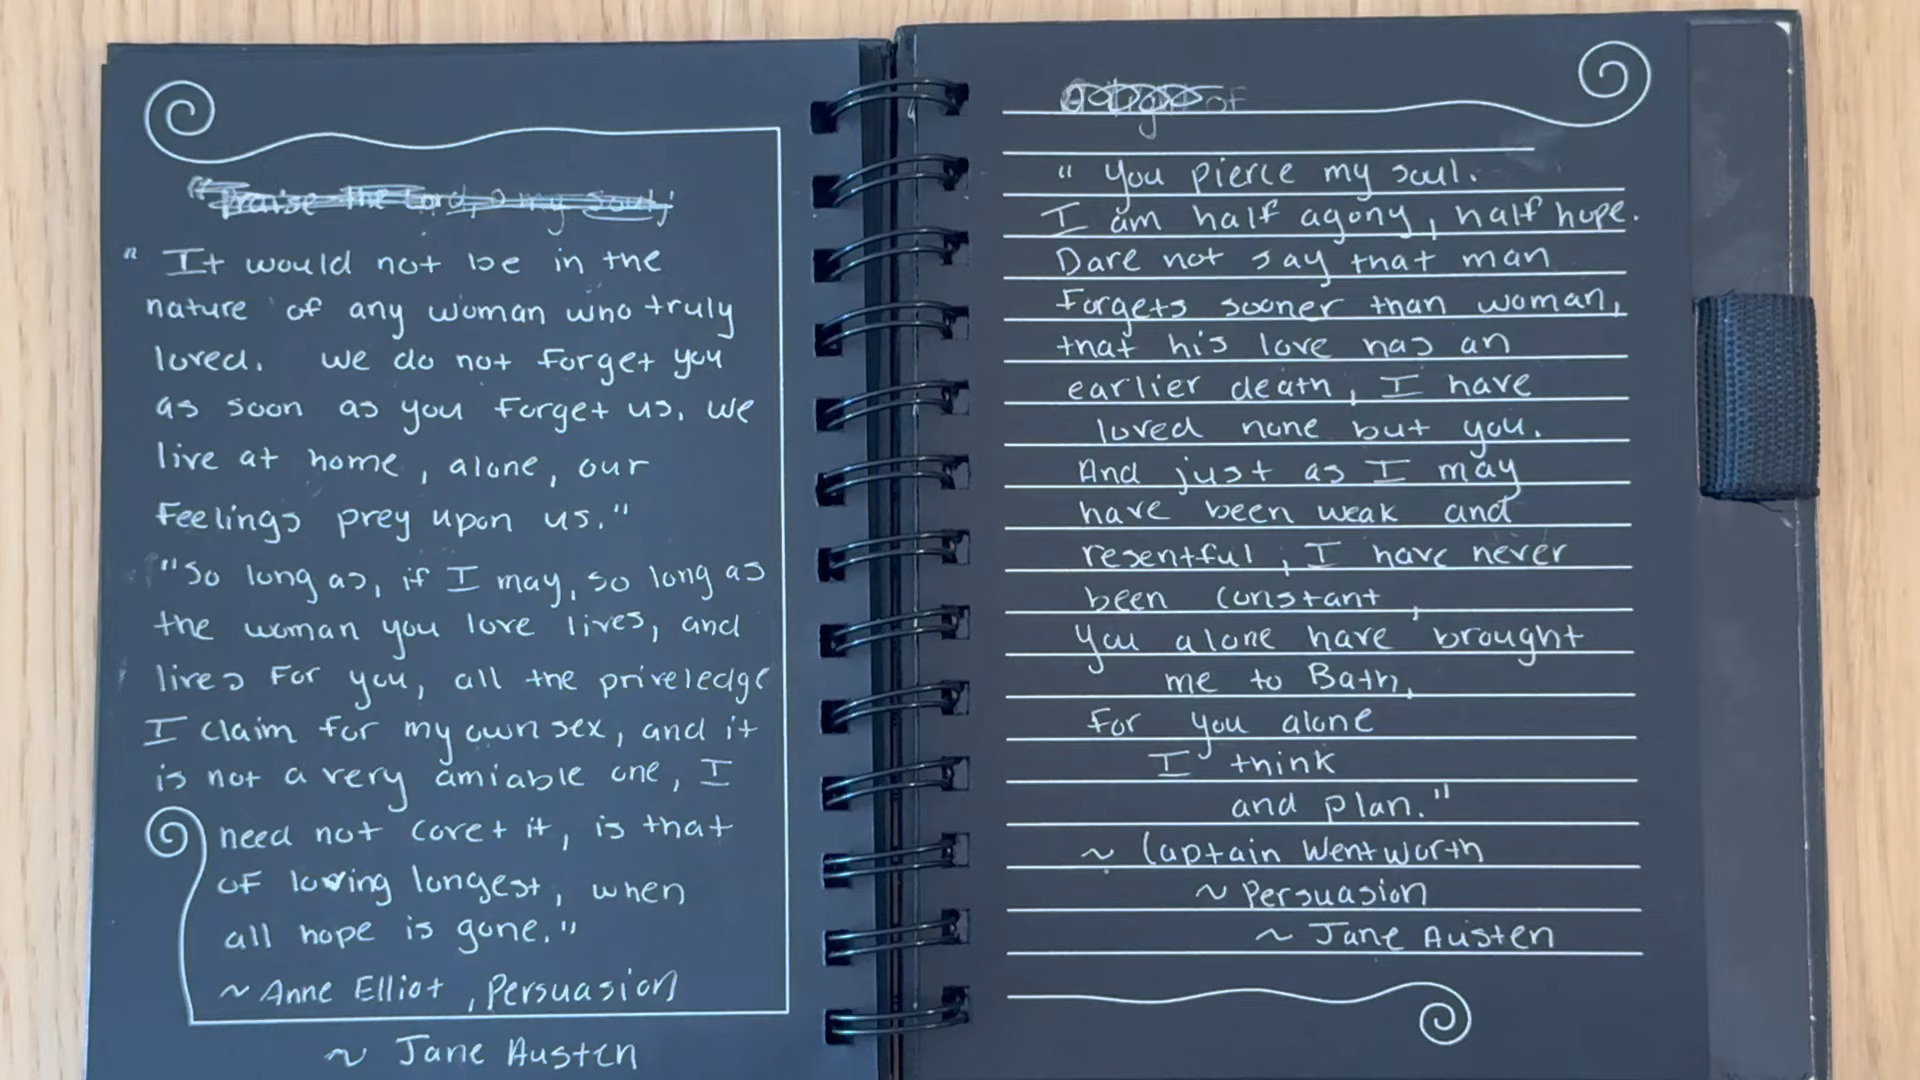 "Praise the Lord, O my soul;
" It would not be in the
nature of any woman who truly
loved. We do not forget you
as soon as you forget us. We
live at home, alone, our
feelings prey upon us."
"So long as, if I may, so long as
the woman you love lives, and
lives for you, all the priveledge
I claim for my own sex, and it
is not a very amiable one, I
need not covet it, is that
of loving longest, when
all hope is gone."
~ Anne Elliot, Persuasion
~ Jane Austen
of
" You pierce my soul.
I am half agony, half hope.
Dare not say that man
forgets sooner than woman,
that his love has an
earlier death, I have
loved none but you.
And just as I may
have been weak and
resentful, I have never
been constant,
You alone have brought
me to Bath,
For you alone
I think
and plan."
~ Captain Wentworth
~ Persuasion
~ Jane Austen